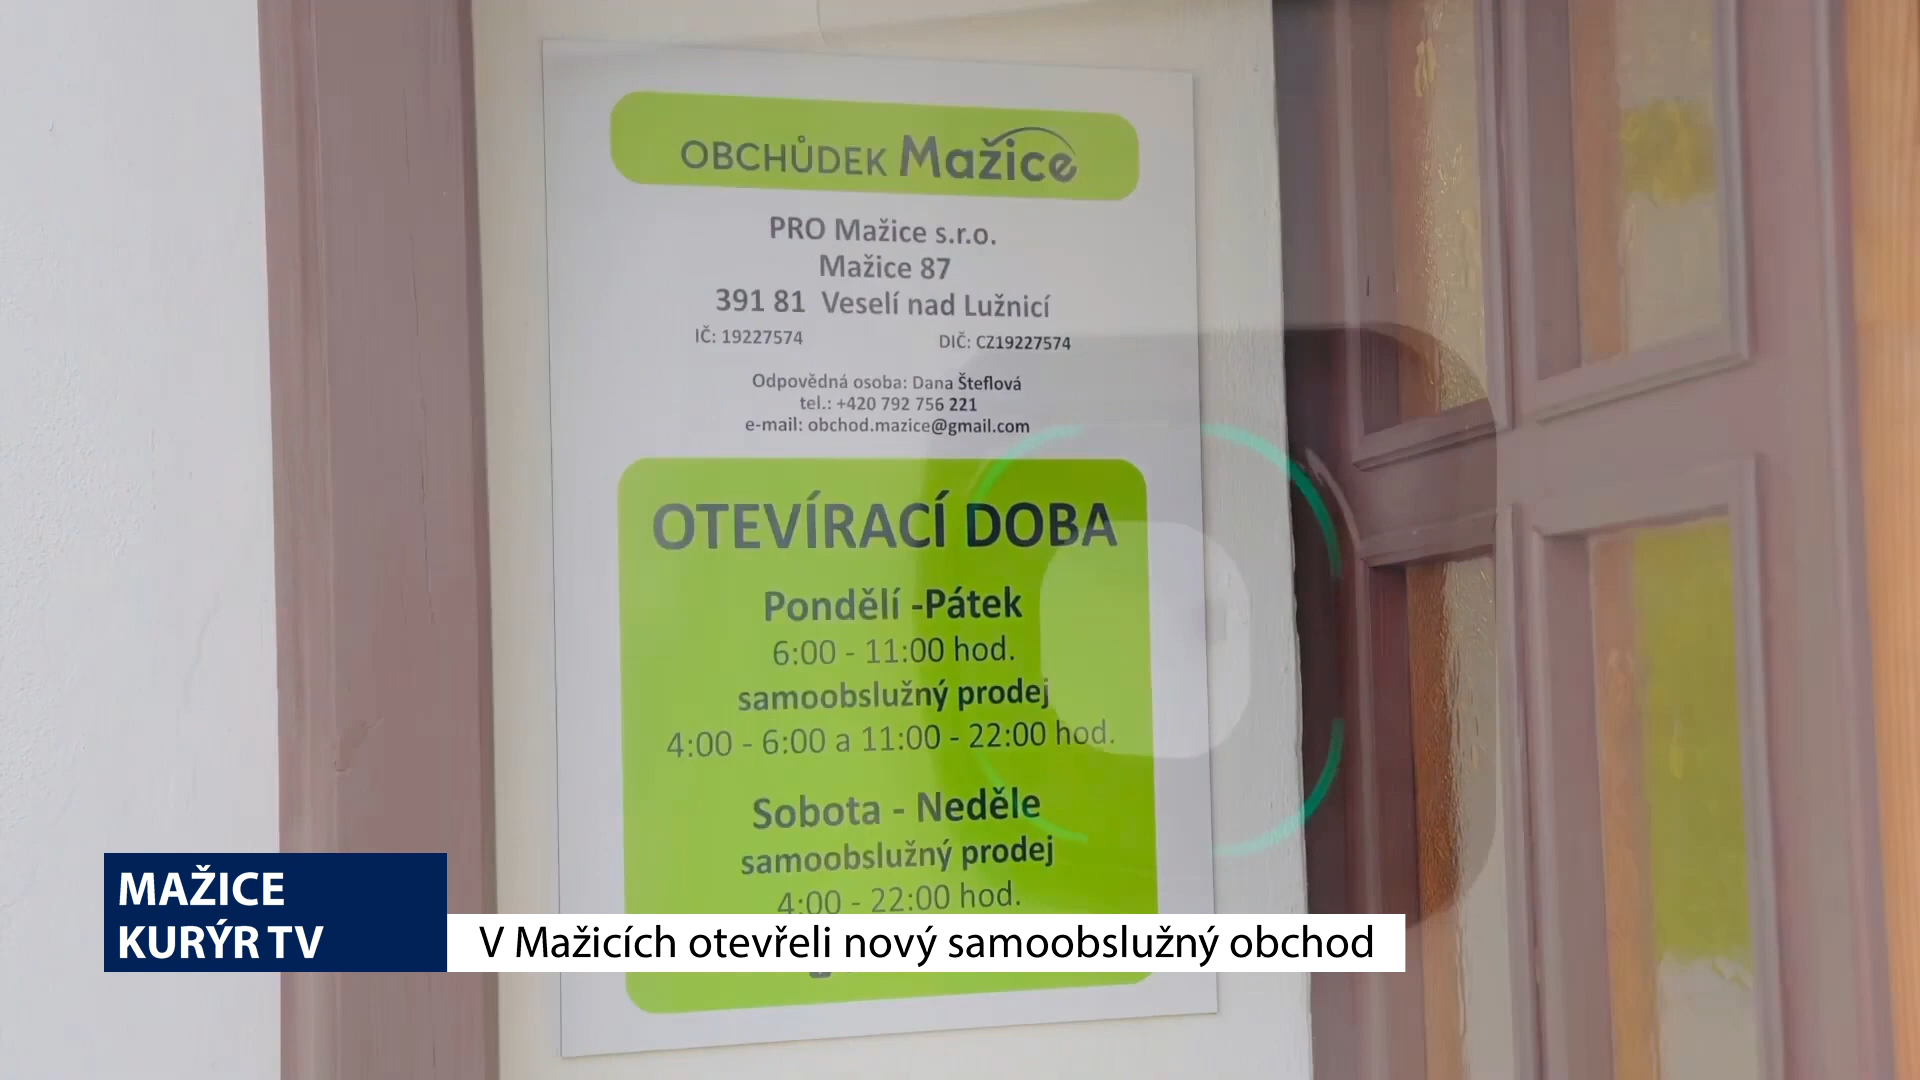 OBCHŮDEK Mažice
PRO Mažice s.r.o.
Mažice 87
391 81 Veselí nad Lužnicí
IČ: 19227574 DIČ: CZ19227574
Odpovědná osoba: Dana Šteflová
tel.: +420 792 756 221
e-mail: obchod.mazice@gmail.com
OTEVÍRACÍ DOBA
Pondělí -Pátek
6:00 - 11:00 hod.
samoobslužný prodej
4:00 - 6:00 a 11:00 - 22:00 hod.
Sobota - Neděle
samoobslužný prodej
4:00 - 22:00 hod.
MAŽICE
KURÝR TV
V Mažicích otevřeli nový samoobslužný obchod